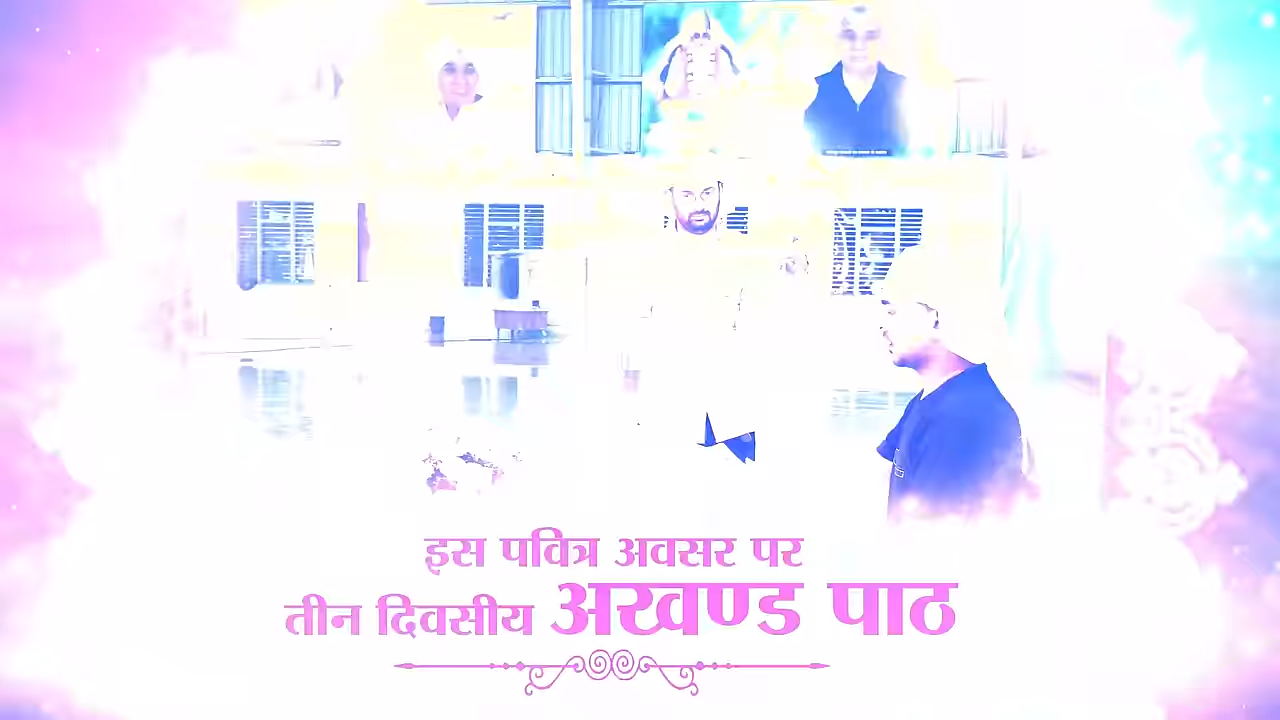 इस पवित्र अवसर पर
तीन दिवसीय अखण्ड पाठ